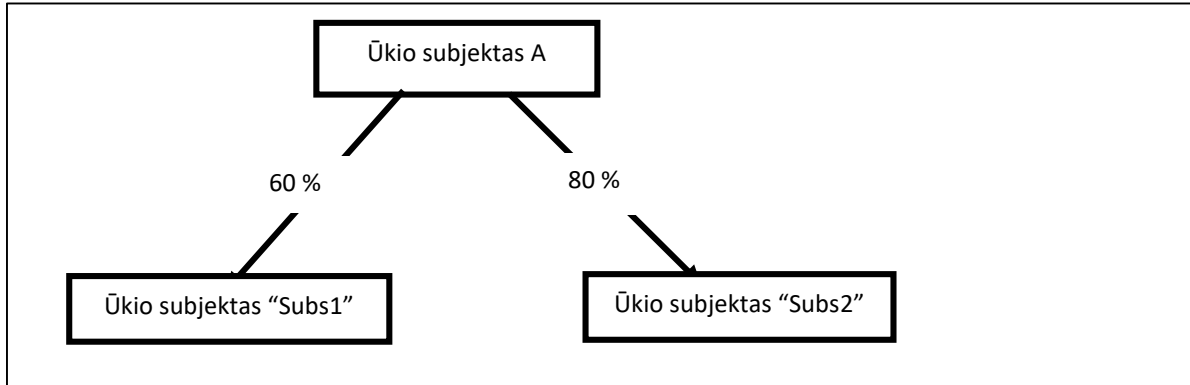 Ūkio subjektas A
60 %
80 %
Ūkio subjektas “Subs1”
Ūkio subjektas “Subs2”